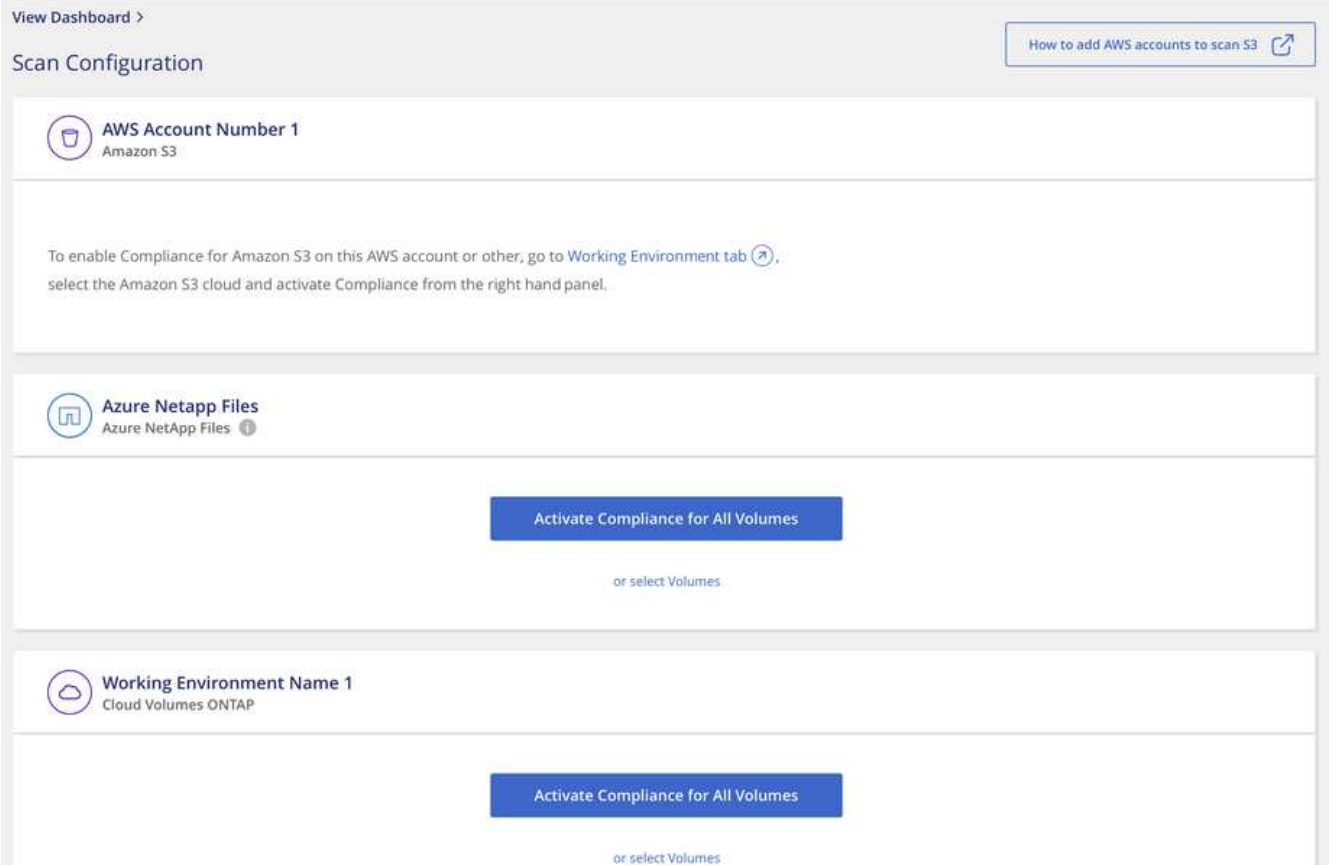 View Dashboard >
How to add AWS accounts to scan S3
Scan Configuration
AWS Account Number 1
Amazon S3
To enable Compliance for Amazon S3 on this AWS account or other, go to Working Environment tab,
select the Amazon S3 cloud and activate Compliance from the right hand panel.
Azure Netapp Files
Azure NetApp Files
Activate Compliance for All Volumes
or select Volumes
Working Environment Name 1
Cloud Volumes ONTAP
Activate Compliance for All Volumes
or select Volumes